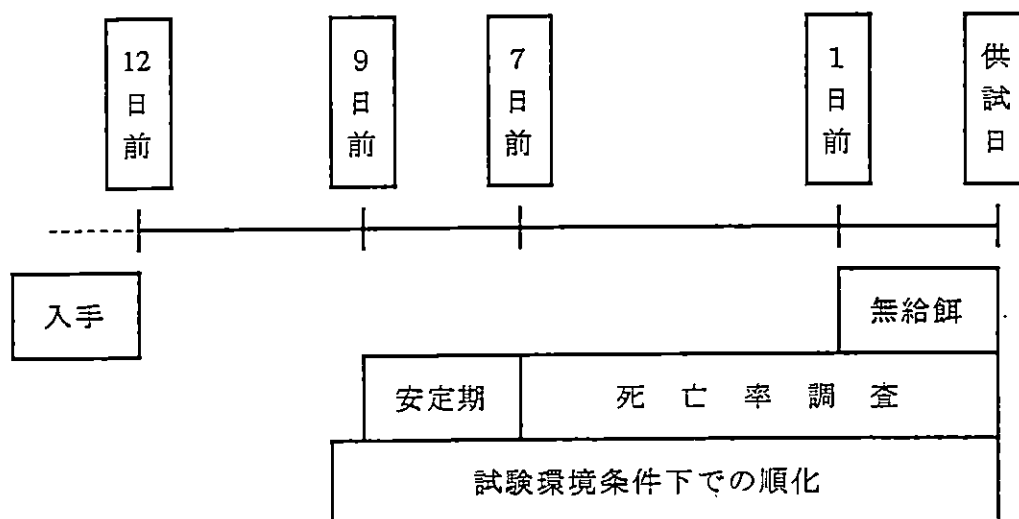 12日前
9日前
7日前
1日前
供試日
入手
無給餌
安定期
死亡率調査
試験環境条件下での順化